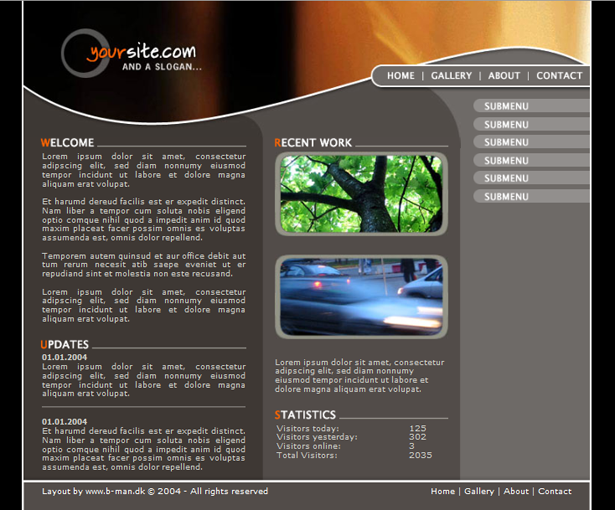 yoursite.com
AND A SLOGAN...
HOME | GALLERY | ABOUT | CONTACT
SUBMENU
SUBMENU
SUBMENU
SUBMENU
SUBMENU
SUBMENU
WELCOME
Lorem ipsum dolor sit amet, consectetur
adipscing elit, sed diam nonnumy eiusmod
tempor incidunt ut labore et dolore magna
aliquam erat volupat.
Et harumd dereud facilis est er expedit distinct.
Nam liber a tempor cum soluta nobis eligend
optio comque nihil quod a impedit anim id quod
maxim placeat facer possim omnis es voluptas
assumenda est, omnis dolor repellend.
Temporem autem quinsud et aur office debit aut
tum rerum necesit atib saepe eveniet ut er
repudiand sint et molestia non este recusand.
Lorem ipsum dolor sit amet, consectetur
adipiscing elit, sed diam nonnumy eiusmod
tempor incidunt ut labore et dolore magna
aliquam erat volupat.
UPDATES
01.01.2004
Lorem ipsum dolor sit amet, consectetur
adipiscing elit, sed diam nonnumy eiusmod
tempor incidunt ut labore et dolore magna
aliquam erat volupat.
01.01.2004
Et harumd dereud facilis est er expedit distinct.
Nam liber a tempor cum soluta nobis eligend
optio comque nihil quod a impedit anim id quod
maxim placeat facer possim omnis es voluptas
assumenda est, omnis dolor repellend.
RECENT WORK
Lorem ipsum dolor sit amet, consectetur
adipiscing elit, sed diam nonnumy
eiusmod tempor incidunt ut labore et
dolore magna aliquam erat volupat.
STATISTICS
Visitors today: 125
Visitors yesterday: 302
Visitors online: 3
Total Visitors: 2035
Layout by www.b-man.dk © 2004 - All rights reserved
Home | Gallery | About | Contact